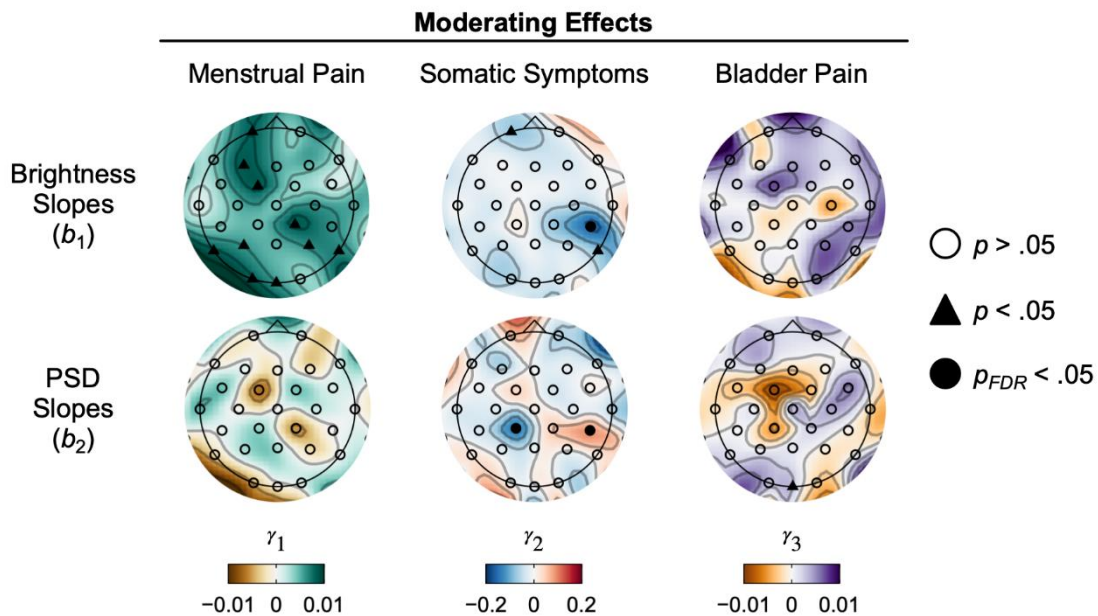 Moderating Effects
Menstrual Pain
Somatic Symptoms
Bladder Pain
Brightness
Slopes
(b₁)
PSD
Slopes
(b₂)
p > .05
p < .05
p_FDR < .05
γ₁
γ₂
γ₃
−0.01 0 0.01
−0.2 0 0.2
−0.01 0 0.01